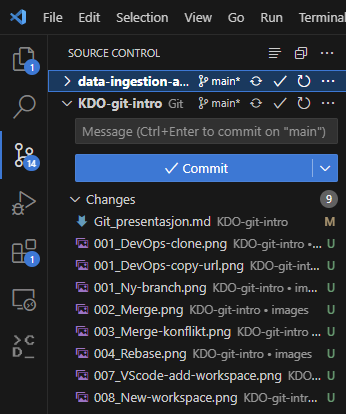 File Edit Selection View Go Run Terminal
1
SOURCE CONTROL
data-ingestion-a... main*
KDO-git-intro Git main*
Message (Ctrl+Enter to commit on "main")
14
Commit
Changes 9
Git_presentasjon.md KDO-git-intro M
001_DevOps-clone.png KDO-git-intro •... U
1
001_DevOps-copy-url.png KDO-git-intro... U
001_Ny-branch.png KDO-git-intro • im... U
002_Merge.png KDO-git-intro • images U
003_Merge-konflikt.png KDO-git-intro... U
004_Rebase.png KDO-git-intro • images U
007_VScode-add-workspace.png KDO-git-intro... U
008_New-workspace.png KDO-git-intro... U